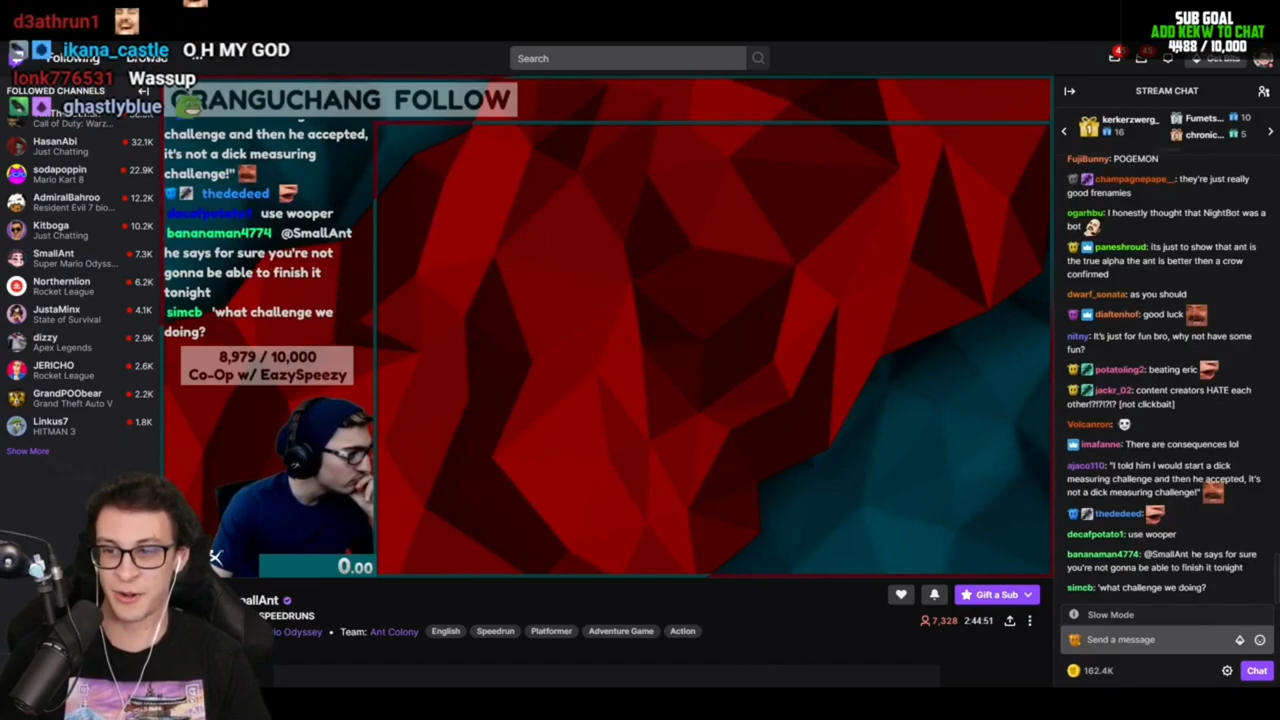 d3athrun1
ikana_castle O H MY GOD
lonk776531 Wassup
ghastlyblue
Following
Search
SUB GOAL
ADD KEKW TO CHAT
4488 / 10,000
Get Bits
FOLLOWED CHANNELS
Call of Duty: Warz...
HasanAbi 32.1K
Just Chatting
sodapoppin 22.9K
Mario Kart 8
AdmiralBahroo 12.2K
Resident Evil 7 bio...
Kitboga 10.2K
Just Chatting
SmallAnt 7.3K
Super Mario Odyss...
Northernlion 6.2K
Rocket League
JustaMinx 4.1K
State of Survival
dizzy 2.9K
Apex Legends
JERICHO 2.6K
Rocket League
GrandPOObear 2.2K
Grand Theft Auto V
Linkus7 1.8K
HITMAN 3
Show More
ORANGUCHANG FOLLOW
challenge and then he accepted,
it's not a dick measuring
challenge!"
thededeed
decafpotato1 use wooper
bananaman4774 @SmallAnt
he says for sure you're not
gonna be able to finish it
tonight
simcb 'what challenge we
doing?
8,979 / 10,000
Co-Op w/ EazySpeezy
0.00
mallAnt
SPEEDRUNS
io Odyssey • Team: Ant Colony English Speedrun Platformer Adventure Game Action
Gift a Sub
7,328 2:44:51
STREAM CHAT
kerkerzwerg_ 16
Fumets... 10
chronic... 5
FujiBunny: POGEMON
champagnepape__: they're just really
good frenamies
ogarhbu: I honestly thought that NightBot was a
bot
paneshroud: its just to show that ant is
the true alpha the ant is better then a crow
confirmed
dwarf_sonata: as you should
diaftenhof: good luck
nitny: It's just for fun bro, why not have some
fun?
potatoling2: beating eric
jackr_02: content creators HATE each
other!?!?!?!? [not clickbait]
Volcanror:
imafanne: There are consequences lol
ajaco110: "I told him I would start a dick
measuring challenge and then he accepted, it's
not a dick measuring challenge!"
thededeed:
decafpotato1: use wooper
bananaman4774: @SmallAnt he says for sure
you're not gonna be able to finish it tonight
simcb: 'what challenge we doing?
Slow Mode
Send a message
162.4K
Chat